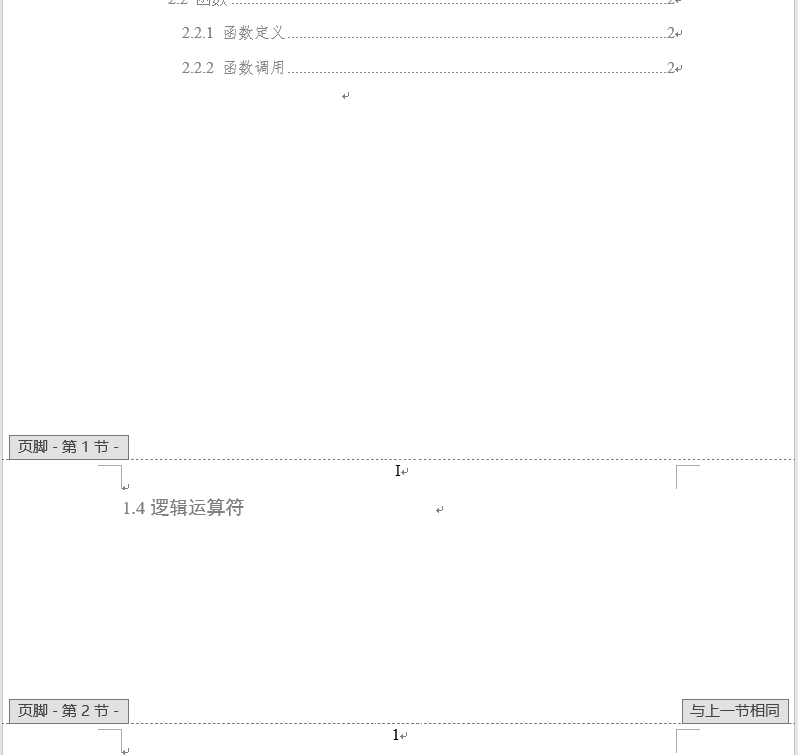 2.2 函数 2
2.2.1 函数定义 2
2.2.2 函数调用 2
页脚 - 第 1 节 -
I
1.4 逻辑运算符
页脚 - 第 2 节 -
与上一节相同
1